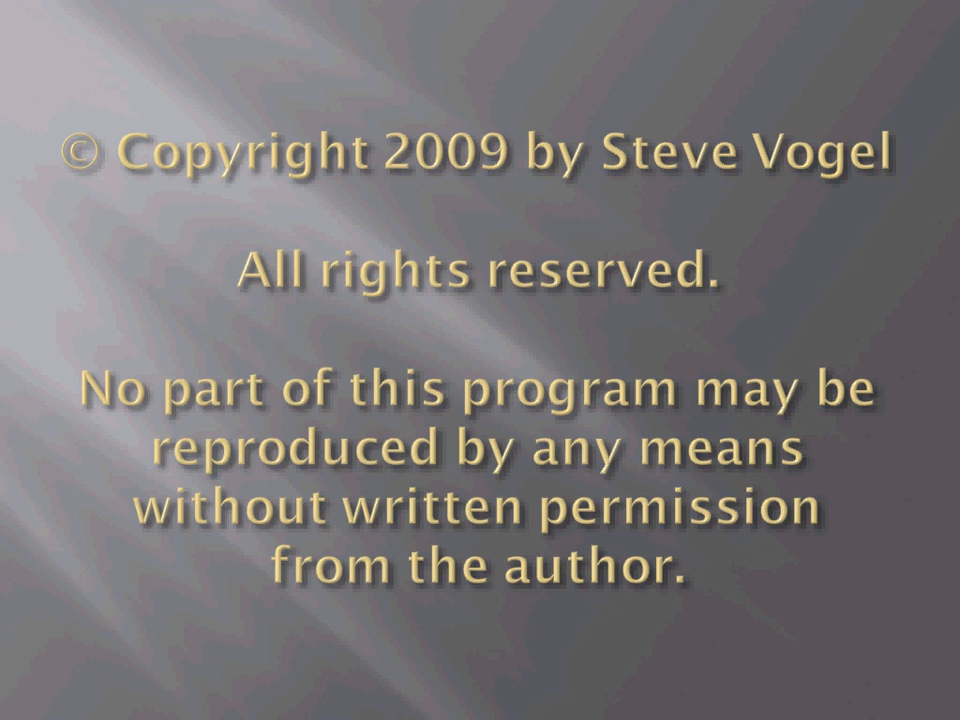 © Copyright 2009 by Steve Vogel
All rights reserved.
No part of this program may be
reproduced by any means
without written permission
from the author.